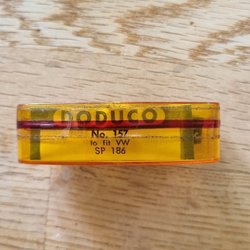 DODUCO
No. 157
to fit VW
SP 186